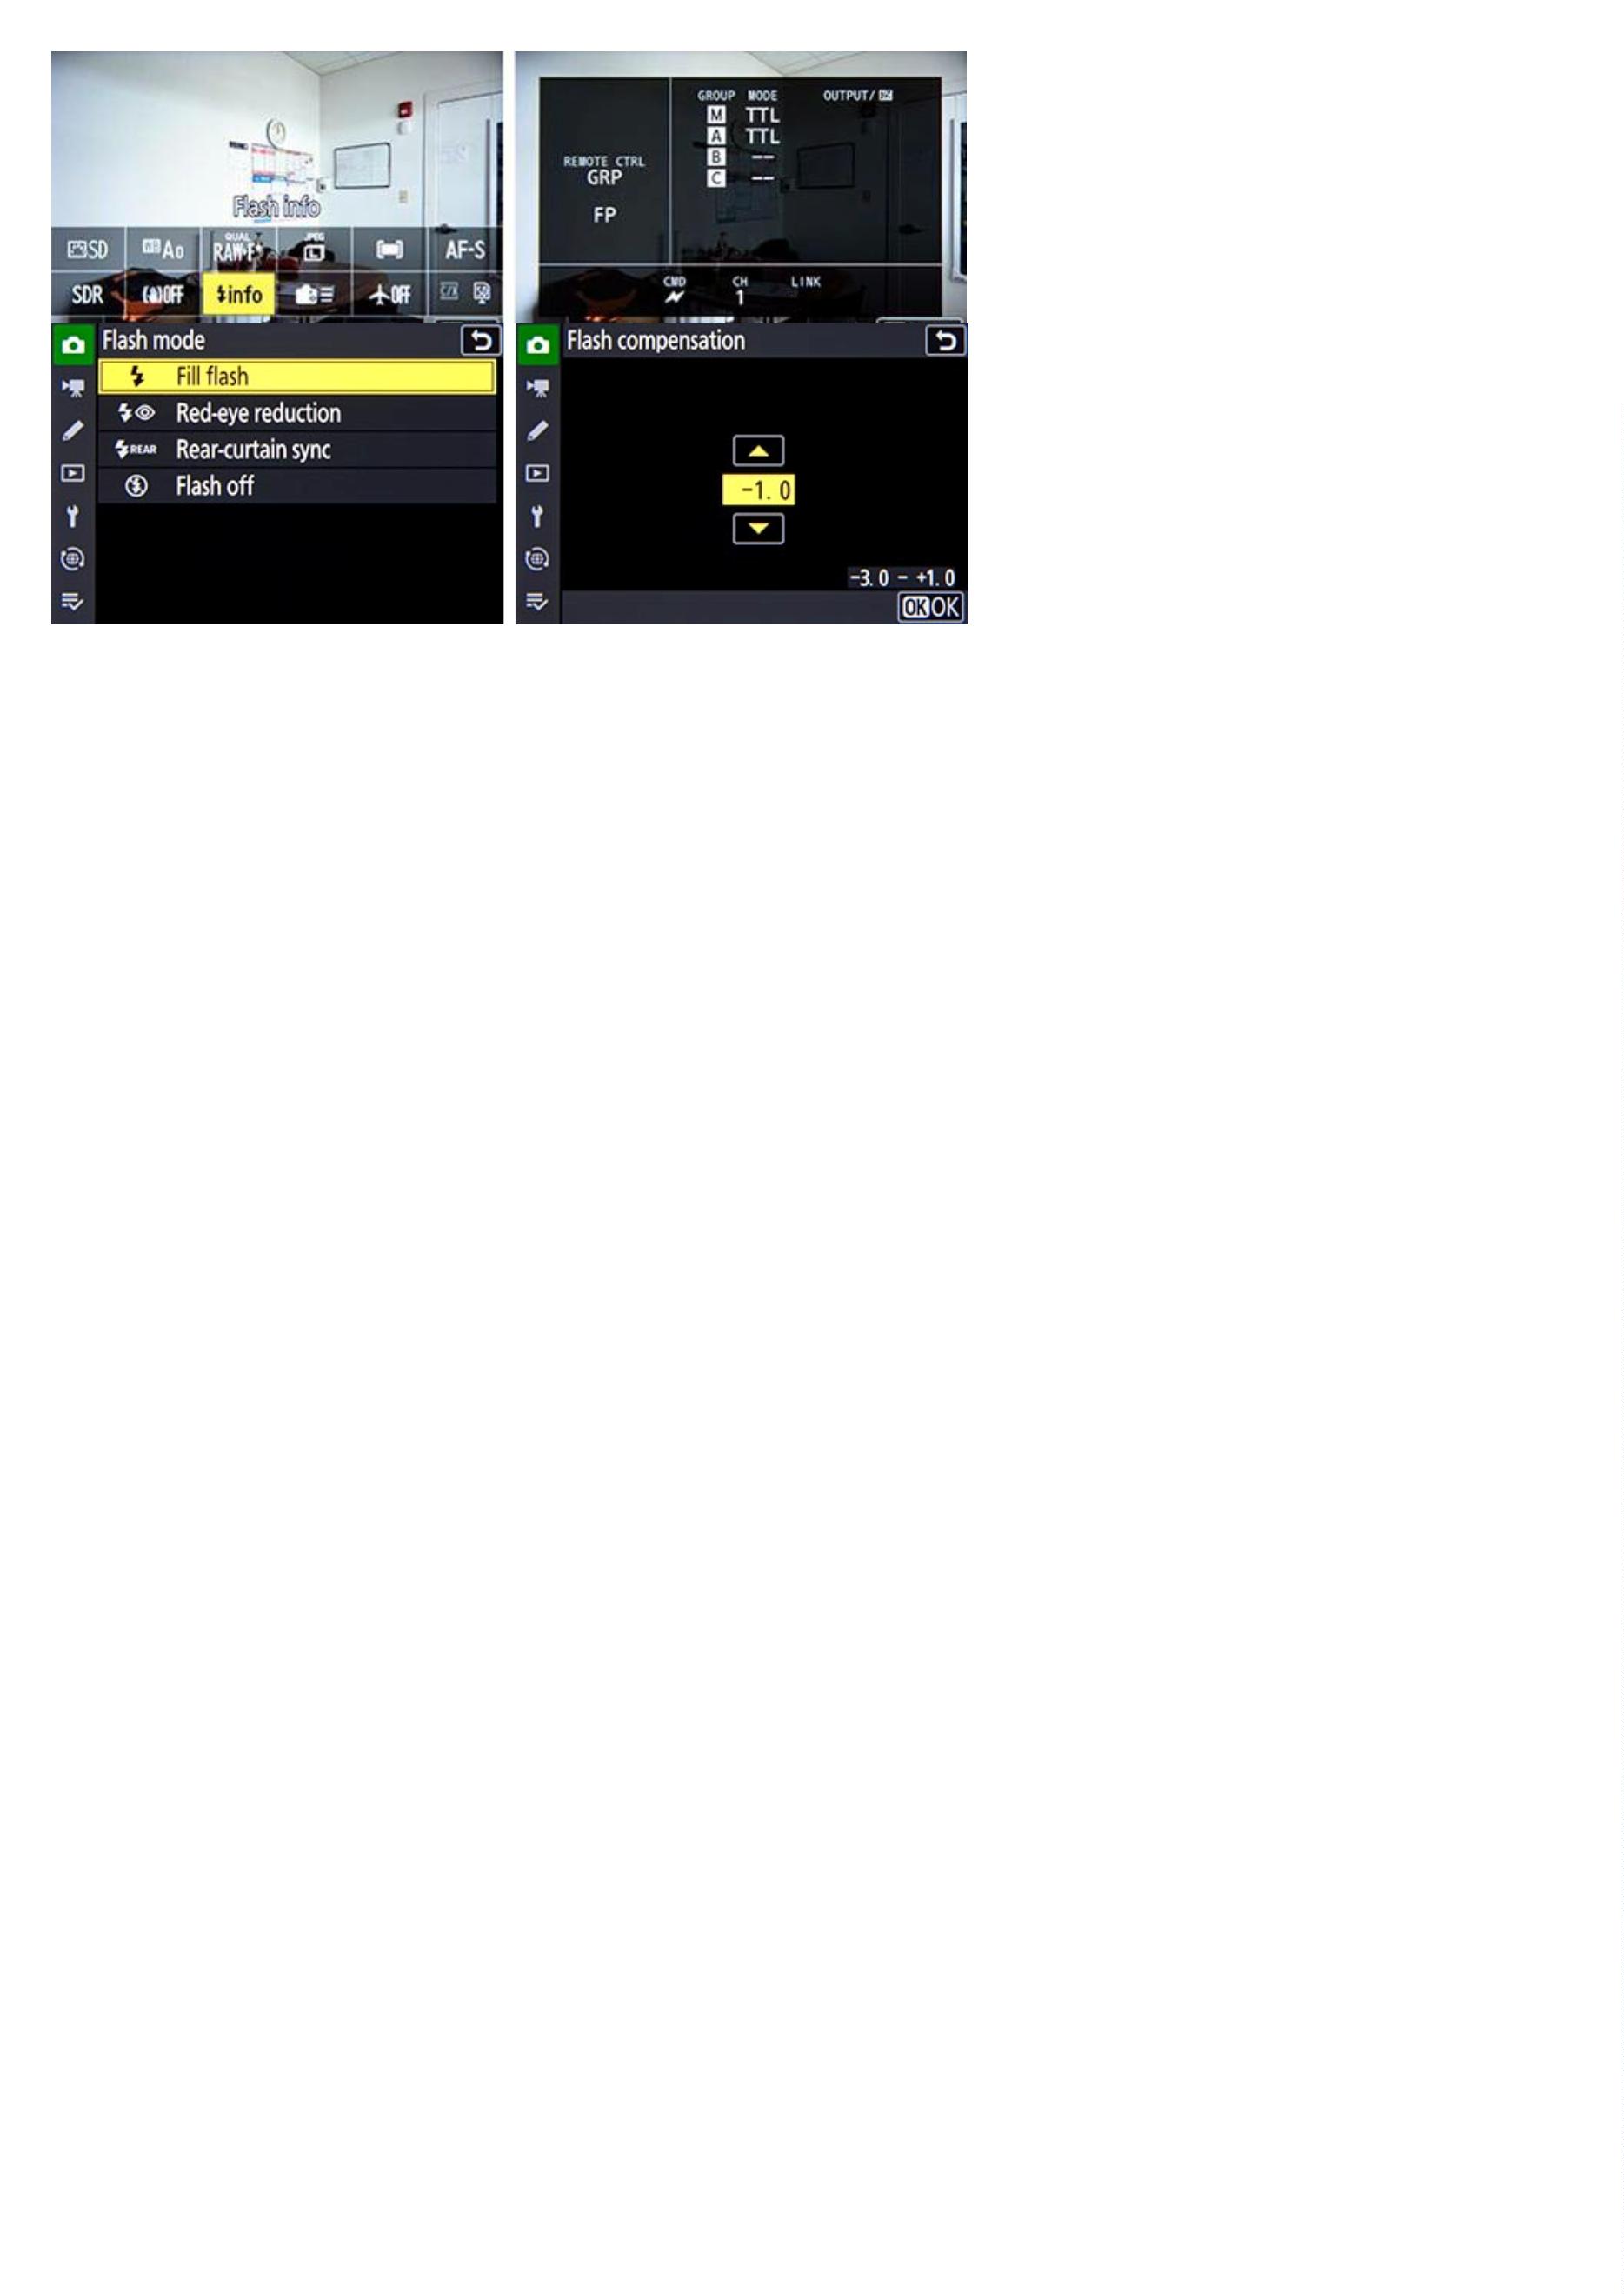 Flash info
SD
A0
QUAL
RAW+F★
JPEG
L
AF-S
SDR
OFF
info
OFF
GROUP MODE OUTPUT/
M TTL
A TTL
B --
C --
REMOTE CTRL
GRP
FP
CMD CH LINK
1
Flash mode
Fill flash
Red-eye reduction
REAR Rear-curtain sync
Flash off
Flash compensation
-1.0
-3.0 - +1.0
OK OK